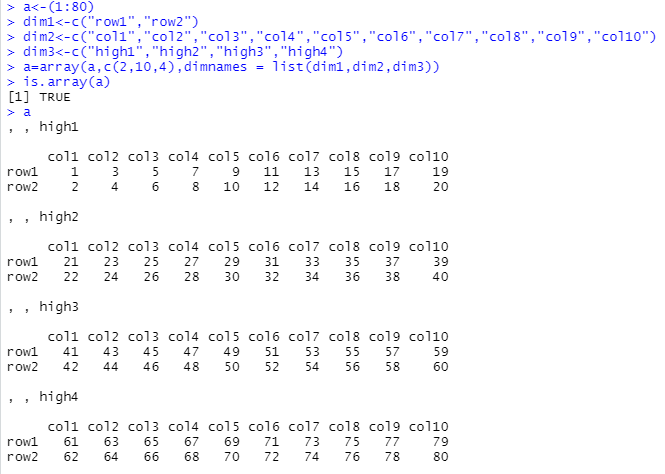 > a<-(1:80)
> dim1<-c("row1","row2")
> dim2<-c("col1","col2","col3","col4","col5","col6","col7","col8","col9","col10")
> dim3<-c("high1","high2","high3","high4")
> a=array(a,c(2,10,4),dimnames = list(dim1,dim2,dim3))
> is.array(a)
[1] TRUE
> a
, , high1

     col1 col2 col3 col4 col5 col6 col7 col8 col9 col10
row1    1    3    5    7    9   11   13   15   17    19
row2    2    4    6    8   10   12   14   16   18    20

, , high2

     col1 col2 col3 col4 col5 col6 col7 col8 col9 col10
row1   21   23   25   27   29   31   33   35   37    39
row2   22   24   26   28   30   32   34   36   38    40

, , high3

     col1 col2 col3 col4 col5 col6 col7 col8 col9 col10
row1   41   43   45   47   49   51   53   55   57    59
row2   42   44   46   48   50   52   54   56   58    60

, , high4

     col1 col2 col3 col4 col5 col6 col7 col8 col9 col10
row1   61   63   65   67   69   71   73   75   77    79
row2   62   64   66   68   70   72   74   76   78    80